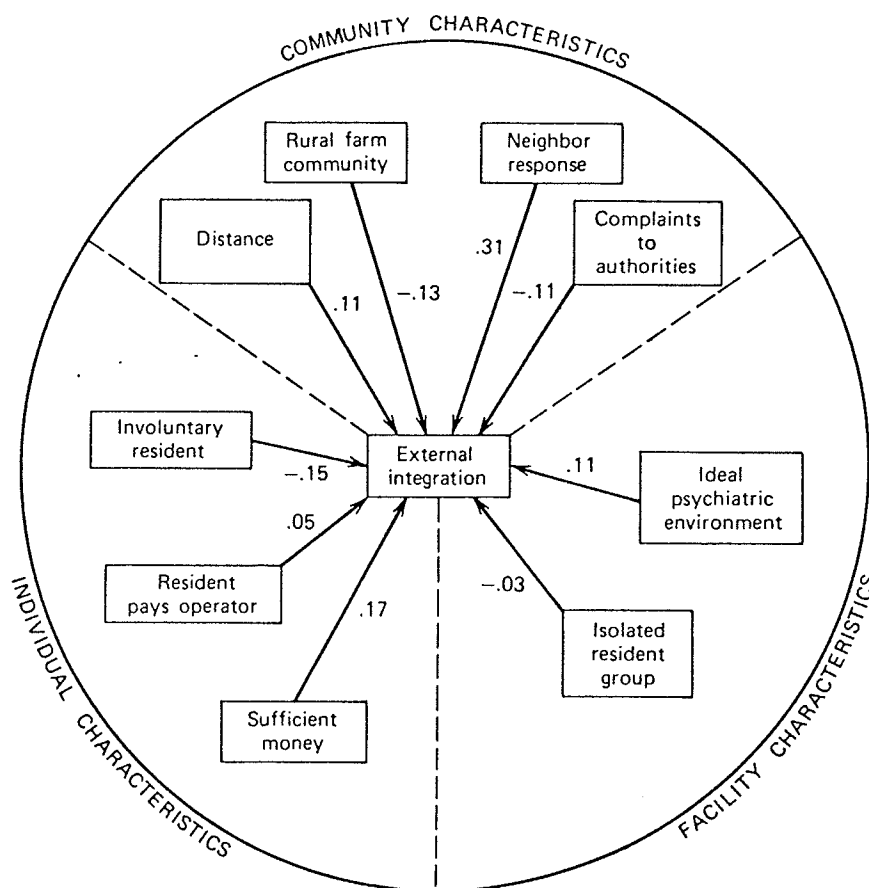 COMMUNITY CHARACTERISTICS
Rural farm
community
Neighbor
response
Distance
Complaints
to
authorities
.31
.11
−.13
−.11
Involuntary
resident
−.15
External
integration
.11
Ideal
psychiatric
environment
.05
Resident
pays operator
.17
−.03
Isolated
resident
group
Sufficient
money
INDIVIDUAL CHARACTERISTICS
FACILITY CHARACTERISTICS